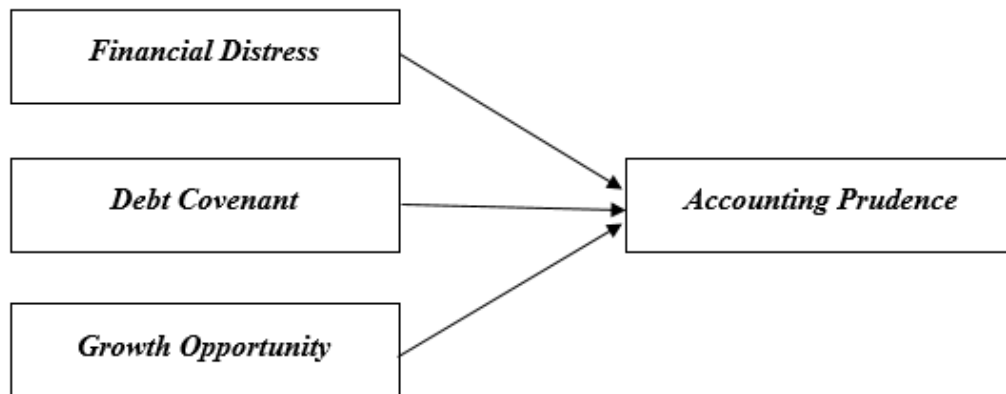 Financial Distress
Debt Covenant
Accounting Prudence
Growth Opportunity